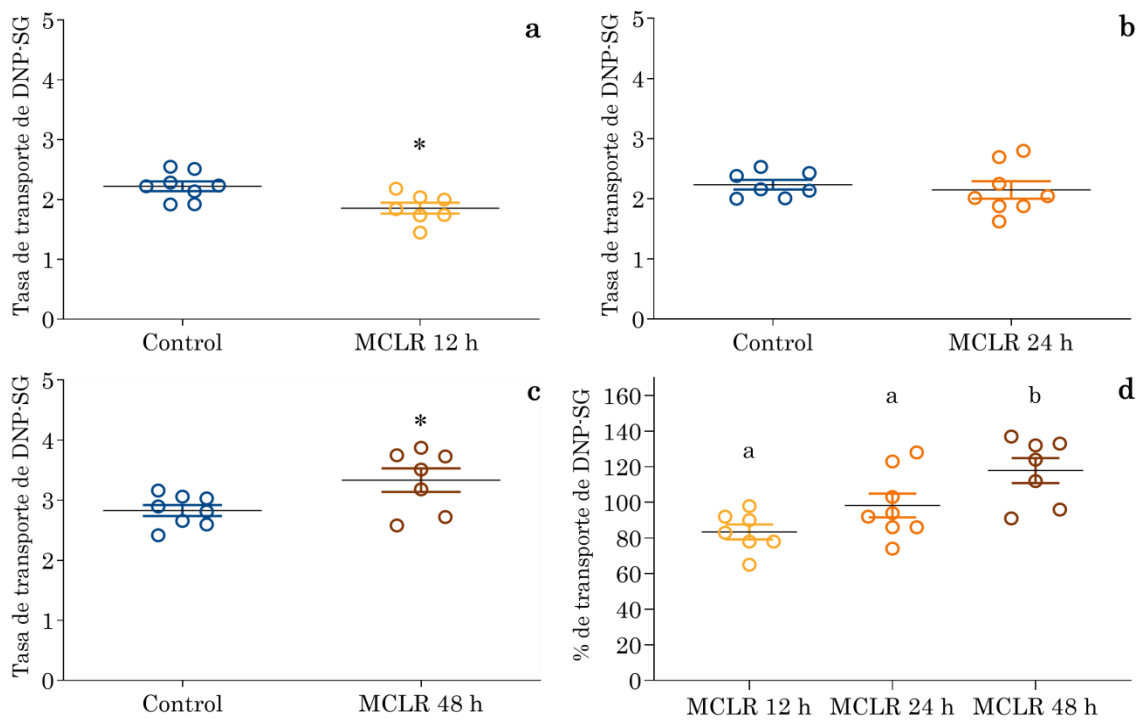 a
Tasa de transporte de DNP·SG
5
4
3
2
1
0
*
Control
MCLR 12 h
b
Tasa de transporte de DNP·SG
5
4
3
2
1
0
Control
MCLR 24 h
c
Tasa de transporte de DNP·SG
5
4
3
2
1
0
*
Control
MCLR 48 h
d
% de transporte de DNP·SG
160
140
120
100
80
60
40
20
0
a
a
b
MCLR 12 h
MCLR 24 h
MCLR 48 h